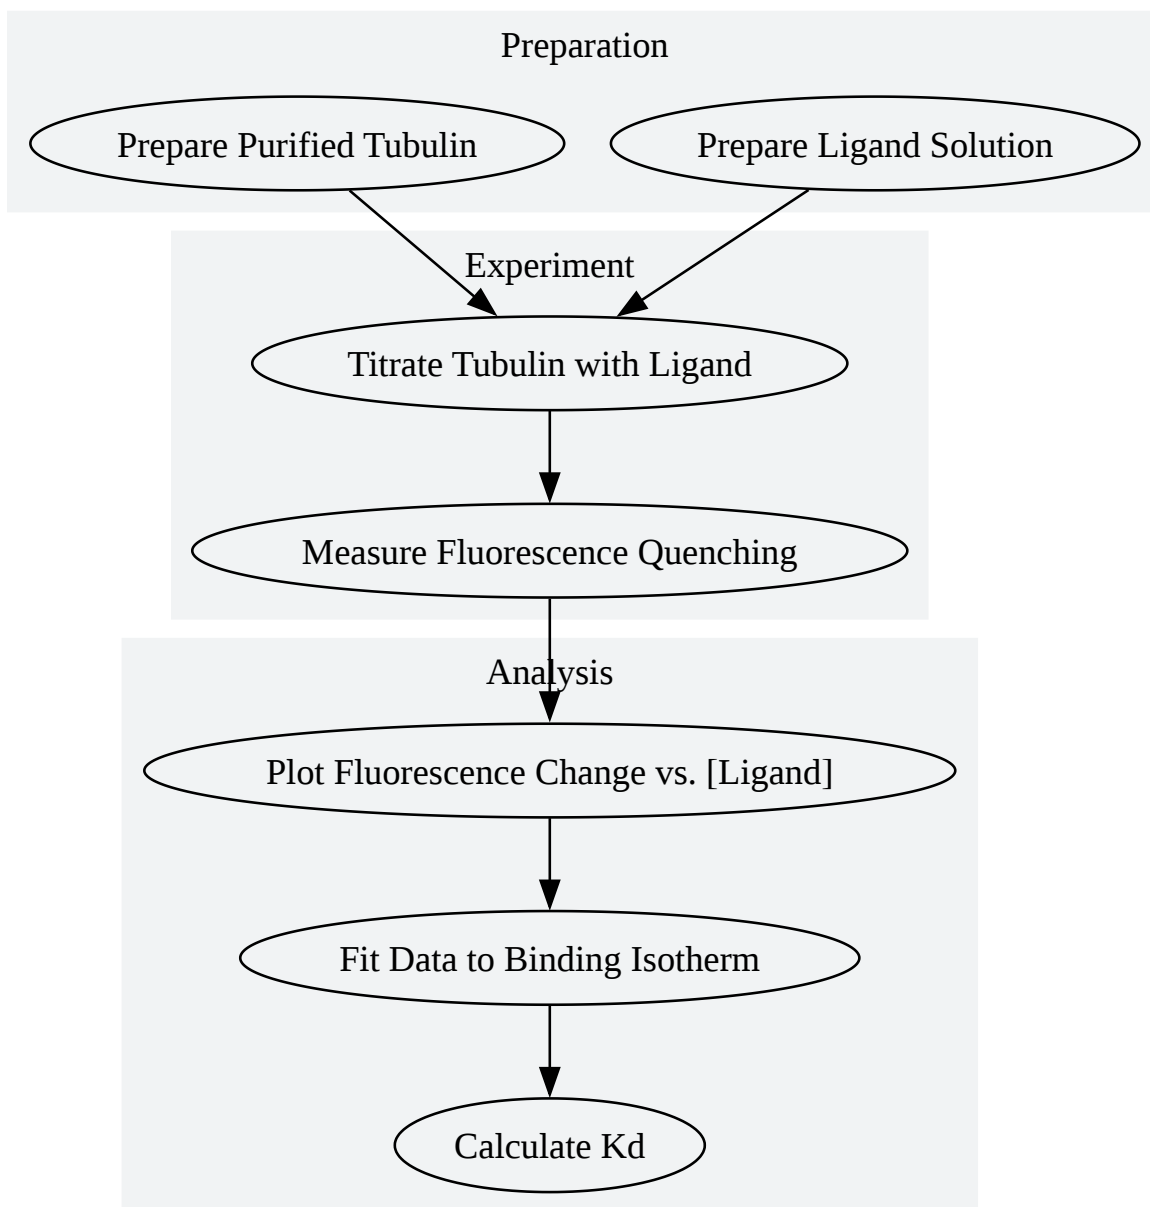 Preparation
Prepare Purified Tubulin
Prepare Ligand Solution
Experiment
Titrate Tubulin with Ligand
Measure Fluorescence Quenching
Analysis
Plot Fluorescence Change vs. [Ligand]
Fit Data to Binding Isotherm
Calculate Kd